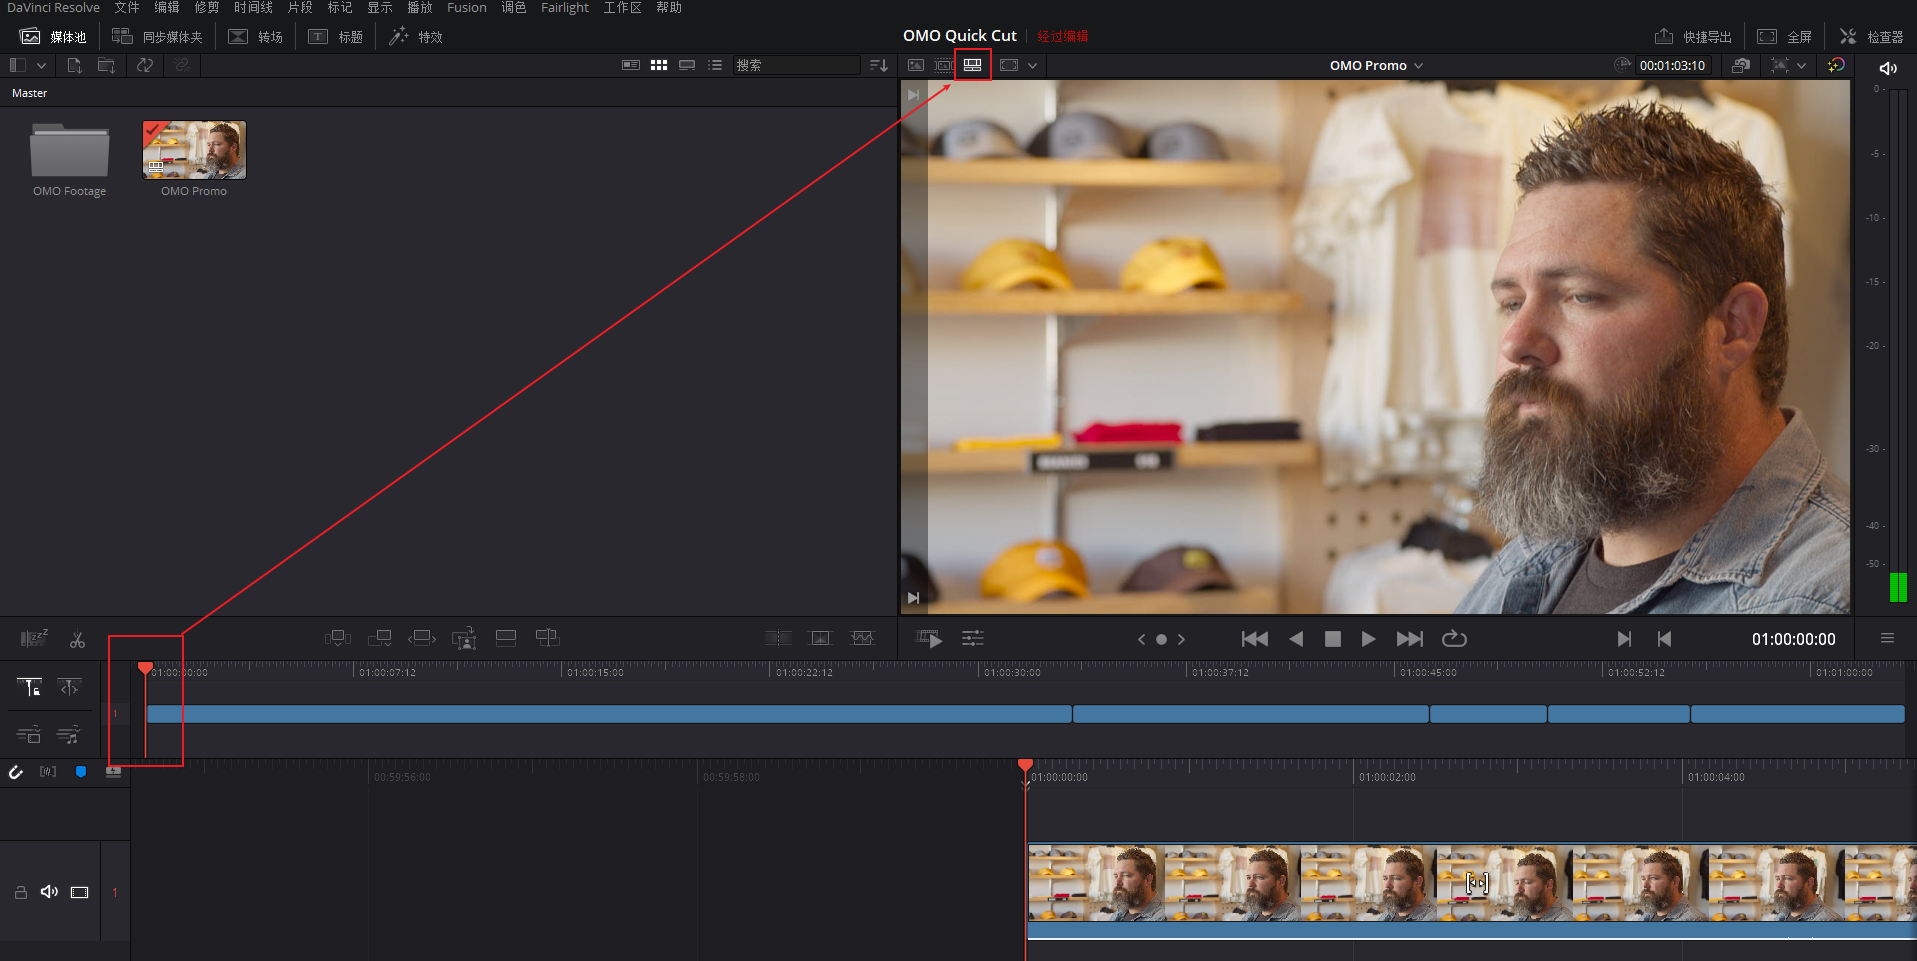 DaVinci Resolve 文件 编辑 修剪 时间线 标记 片段 显示 播放 Fusion 调色 Fairlight 工作区 帮助
媒体池 同步媒体夹 转场 标题 特效 OMO Quick Cut 经过编辑 快捷导出 全屏 检查器
搜索 OMO Promo 00:01:03:10
Master
OMO Footage OMO Promo
0
-5
-10
-15
-20
-30
-40
-50
01:00:00:00
01:00:00:00 01:00:07:12 01:00:15:00 01:00:22:12 01:00:30:00 01:00:37:12 01:00:45:00 01:00:52:12 01:01:00:00
1
00:59:56:00 00:59:58:00 01:00:00:00 01:00:02:00 01:00:04:00
1